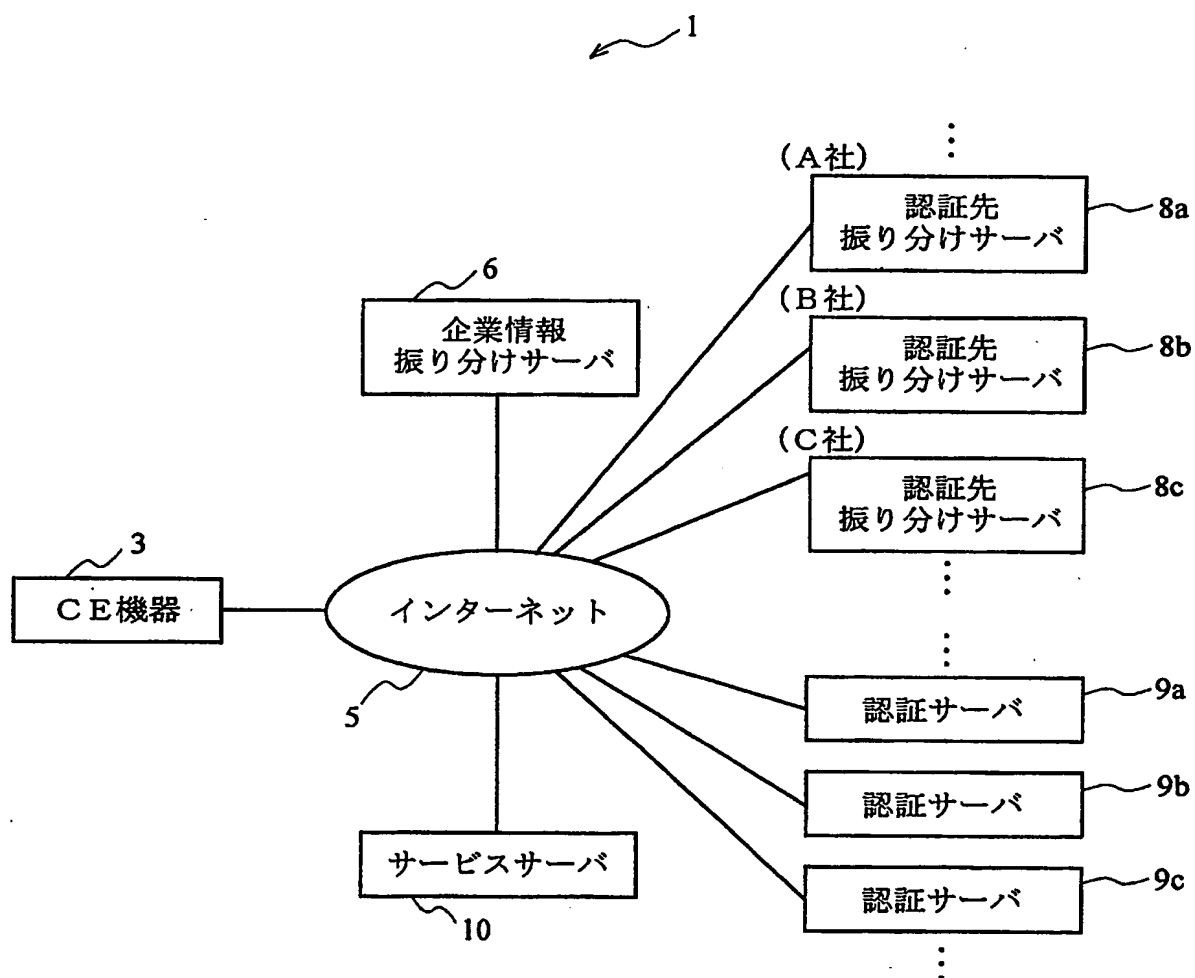 1
(A社)
認証先
振り分けサーバ
8a
6
企業情報
振り分けサーバ
(B社)
認証先
振り分けサーバ
8b
(C社)
認証先
振り分けサーバ
8c
3
CE機器
インターネット
5
認証サーバ
9a
認証サーバ
9b
サービスサーバ
10
認証サーバ
9c